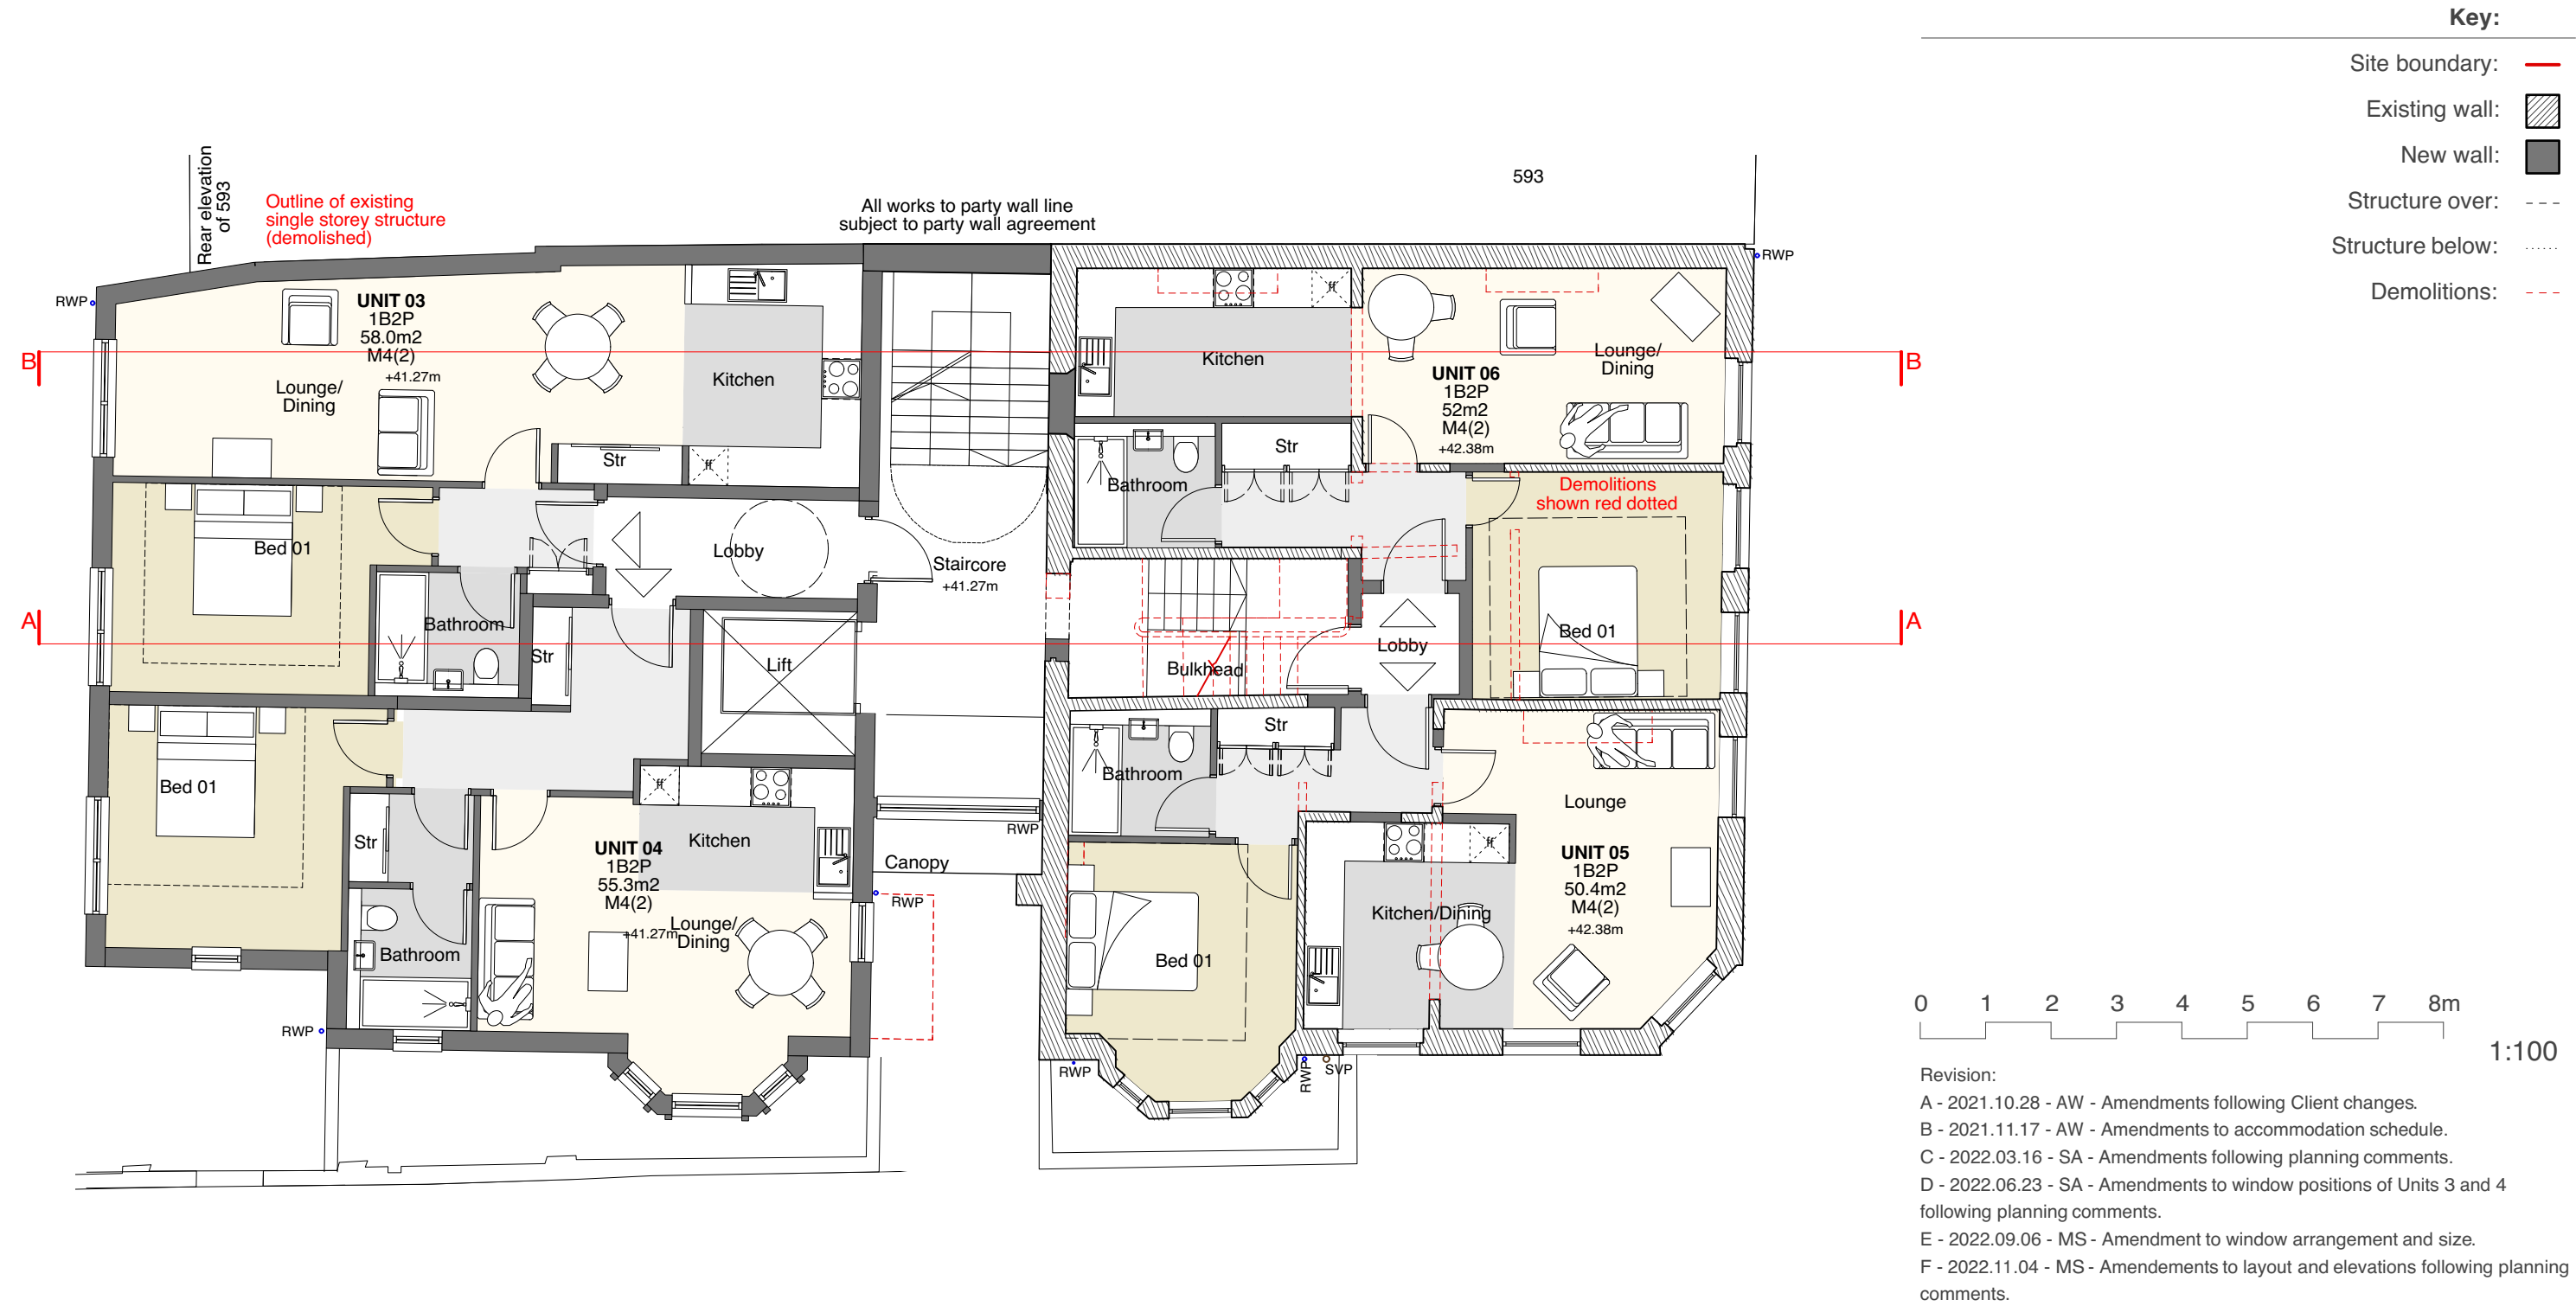 Key:
Site boundary:
Existing wall:
New wall:
Structure over:
Structure below:
Demolitions:
Rear elevation
of 593
Outline of existing
single storey structure
(demolished)
All works to party wall line
subject to party wall agreement
593
RWP
RWP
UNIT 03
1B2P
58.0m2
M4(2)
+41.27m
Lounge/
Dining
Kitchen
Str
ff
B
Kitchen
ff
UNIT 06
1B2P
52m2
M4(2)
+42.38m
Lounge/
Dining
B
Str
Bathroom
Demolitions
shown red dotted
Bed 01
Lobby
Staircore
+41.27m
A
Bathroom
Str
Lift
Bulkhead
Lobby
Bed 01
A
Bed 01
Str
Bathroom
Str
Bathroom
ff
Kitchen
UNIT 04
1B2P
55.3m2
M4(2)
+41.27m
Lounge/
Dining
RWP
Canopy
RWP
RWP
Bed 01
ff
Kitchen/Dining
Lounge
UNIT 05
1B2P
50.4m2
M4(2)
+42.38m
RWP
RWP
SVP
0 1 2 3 4 5 6 7 8m
1:100
Revision:
A - 2021.10.28 - AW - Amendments following Client changes.
B - 2021.11.17 - AW - Amendments to accommodation schedule.
C - 2022.03.16 - SA - Amendments following planning comments.
D - 2022.06.23 - SA - Amendments to window positions of Units 3 and 4
following planning comments.
E - 2022.09.06 - MS - Amendment to window arrangement and size.
F - 2022.11.04 - MS - Amendements to layout and elevations following planning
comments.